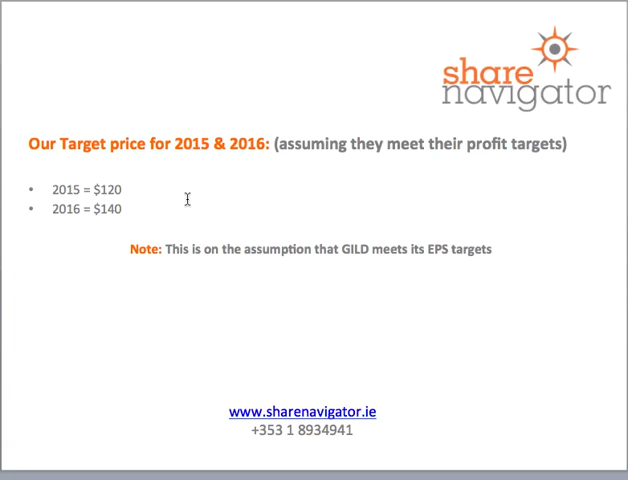 share
navigator
Our Target price for 2015 & 2016: (assuming they meet their profit targets)
• 2015 = $120
• 2016 = $140
Note: This is on the assumption that GILD meets its EPS targets
www.sharenavigator.ie
+353 1 8934941